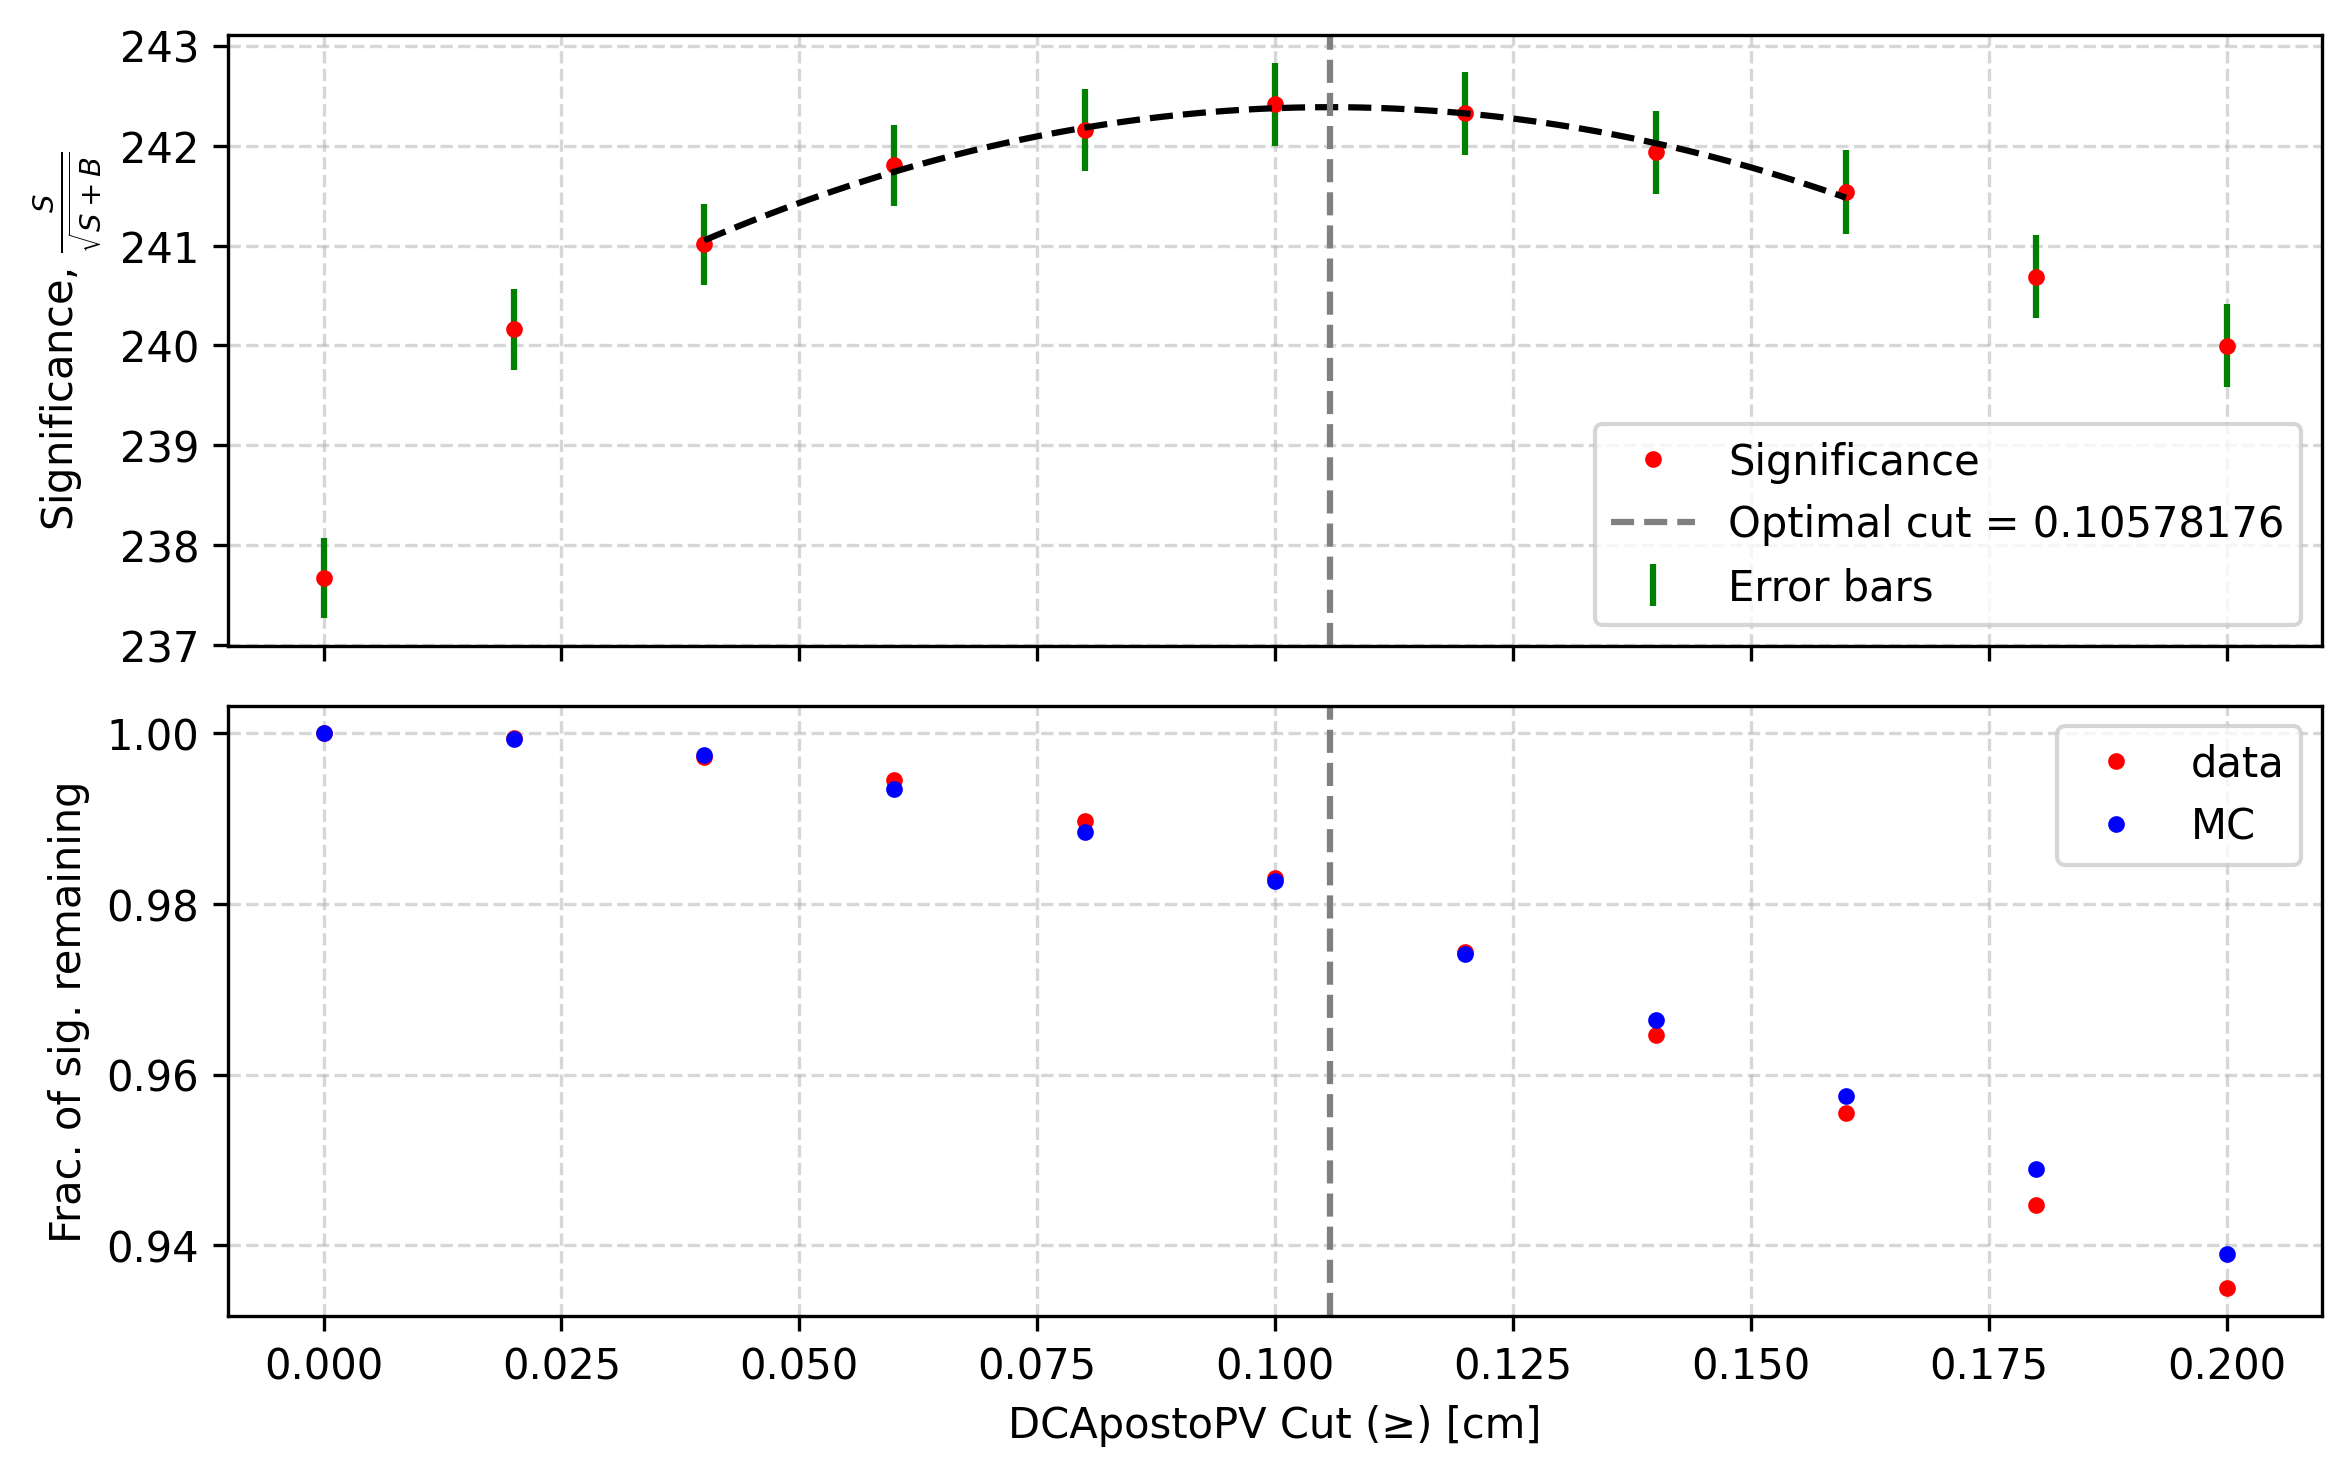 243
242
241
240
239
238
237
Significance, $\frac{S}{\sqrt{S+B}}$
Significance
Optimal cut = 0.10578176
Error bars
1.00
0.98
0.96
0.94
Frac. of sig. remaining
data
MC
0.000 0.025 0.050 0.075 0.100 0.125 0.150 0.175 0.200
DCApostoPV Cut (≥) [cm]